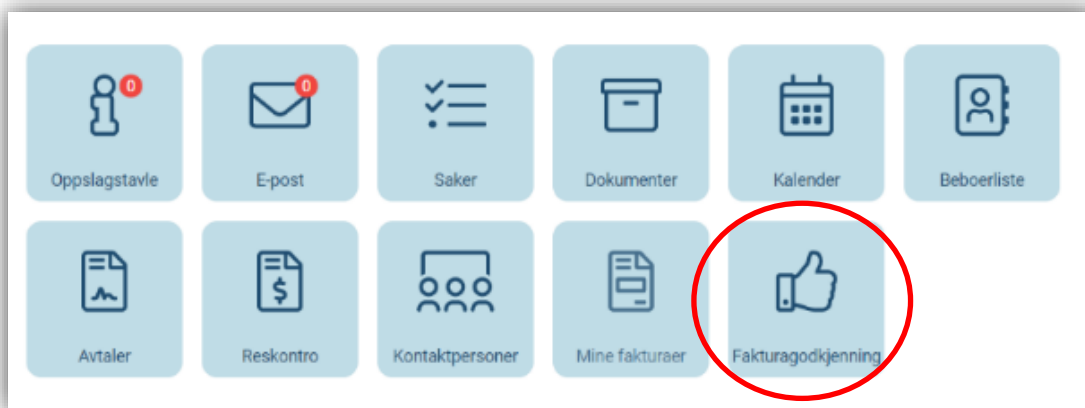 0 0
Oppslagstavle E-post Saker Dokumenter Kalender Beboerliste
$
Avtaler Reskontro Kontaktpersoner Mine fakturaer Fakturagodkjenning